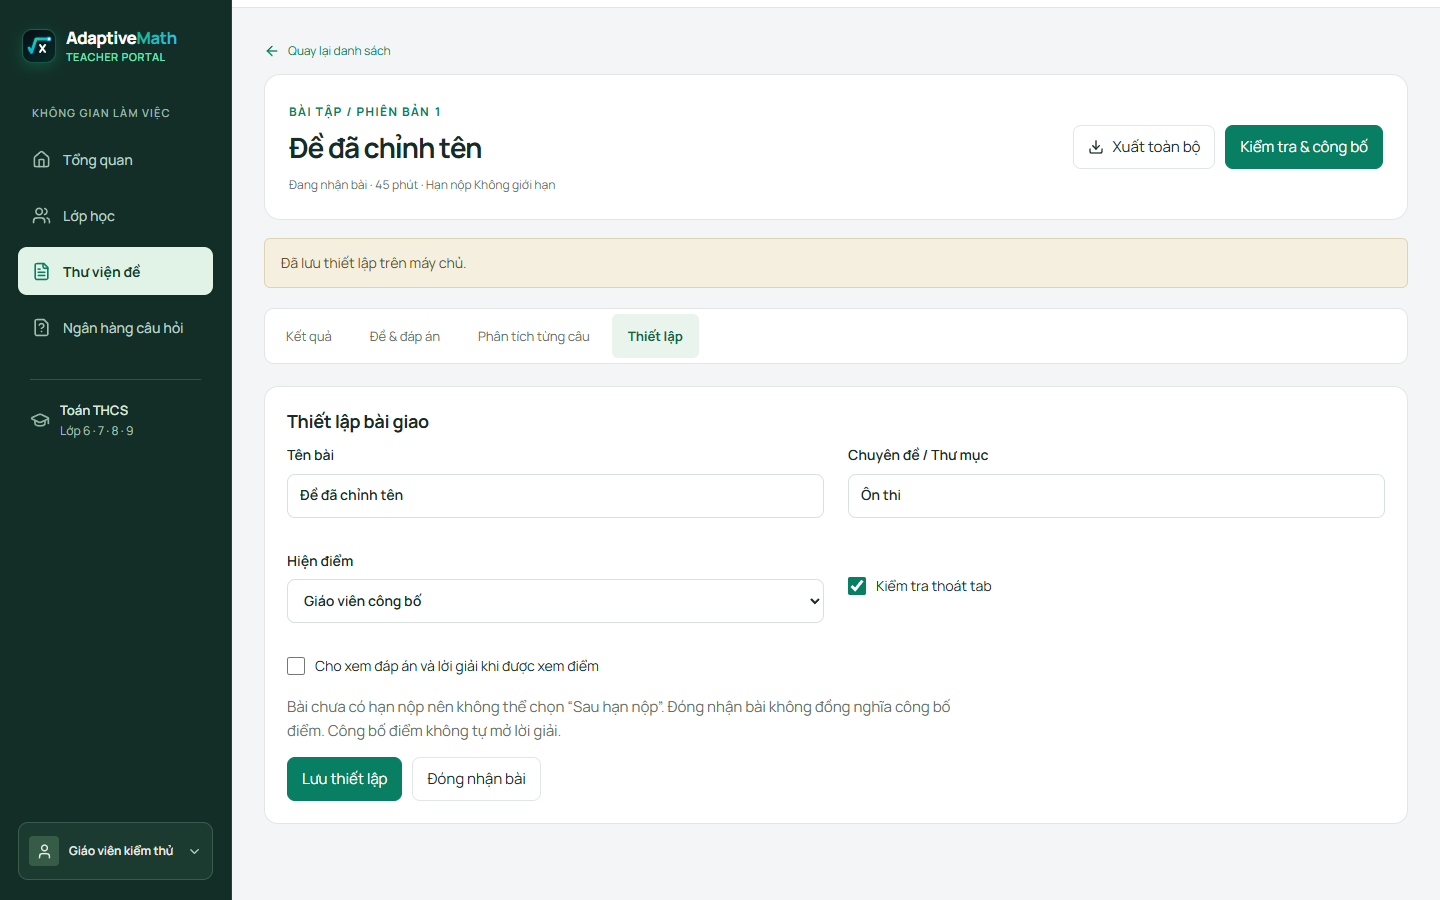 AdaptiveMath
TEACHER PORTAL
KHÔNG GIAN LÀM VIỆC
Tổng quan
Lớp học
Thư viện đề
Ngân hàng câu hỏi
Toán THCS
Lớp 6 · 7 · 8 · 9
Giáo viên kiểm thử
Quay lại danh sách
BÀI TẬP / PHIÊN BẢN 1
Đề đã chỉnh tên
Đang nhận bài · 45 phút · Hạn nộp Không giới hạn
Xuất toàn bộ
Kiểm tra & công bố
Đã lưu thiết lập trên máy chủ.
Kết quả
Đề & đáp án
Phân tích từng câu
Thiết lập
Thiết lập bài giao
Tên bài
Chuyên đề / Thư mục
Đề đã chỉnh tên
Ôn thi
Hiện điểm
Giáo viên công bố
Kiểm tra thoát tab
Cho xem đáp án và lời giải khi được xem điểm
Bài chưa có hạn nộp nên không thể chọn “Sau hạn nộp”. Đóng nhận bài không đồng nghĩa công bố
điểm. Công bố điểm không tự mở lời giải.
Lưu thiết lập
Đóng nhận bài